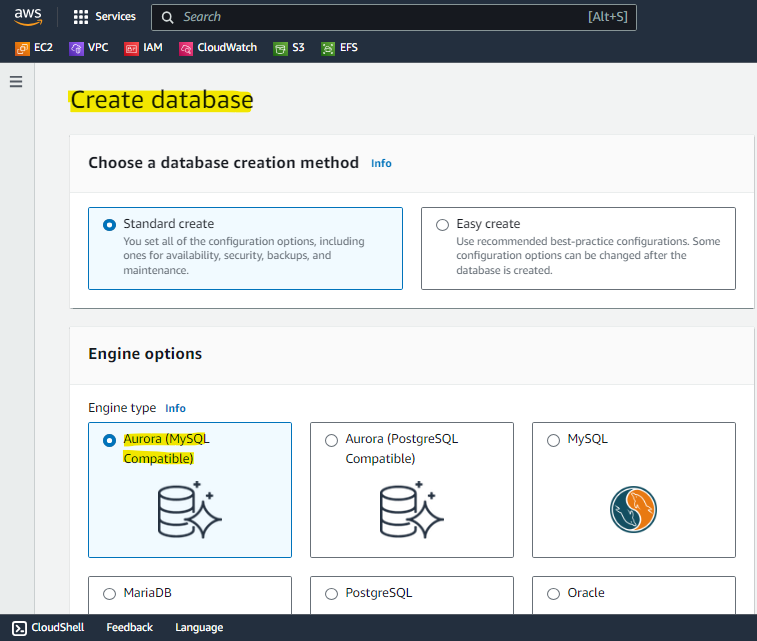 aws
Services
Search
[Alt+S]
EC2
VPC
IAM
CloudWatch
S3
EFS
Create database
Choose a database creation method Info
Standard create
You set all of the configuration options, including
ones for availability, security, backups, and
maintenance.
Easy create
Use recommended best-practice configurations. Some
configuration options can be changed after the
database is created.
Engine options
Engine type Info
Aurora (MySQL
Compatible)
Aurora (PostgreSQL
Compatible)
MySQL
MariaDB
PostgreSQL
Oracle
CloudShell
Feedback
Language